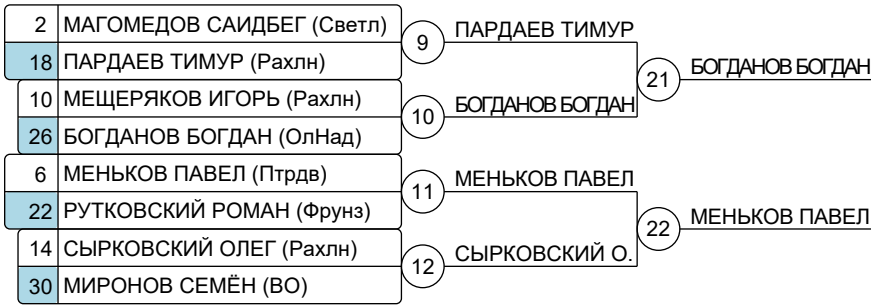 2 МАГОМЕДОВ САИДБЕГ (Светл)
9 ПАРДАЕВ ТИМУР
18 ПАРДАЕВ ТИМУР (Рахлн)
21 БОГДАНОВ БОГДАН
10 МЕЩЕРЯКОВ ИГОРЬ (Рахлн)
10 БОГДАНОВ БОГДАН
26 БОГДАНОВ БОГДАН (ОлНад)
6 МЕНЬКОВ ПАВЕЛ (Птрдв)
11 МЕНЬКОВ ПАВЕЛ
22 РУТКОВСКИЙ РОМАН (Фрунз)
22 МЕНЬКОВ ПАВЕЛ
14 СЫРКОВСКИЙ ОЛЕГ (Рахлн)
12 СЫРКОВСКИЙ О.
30 МИРОНОВ СЕМЁН (ВО)